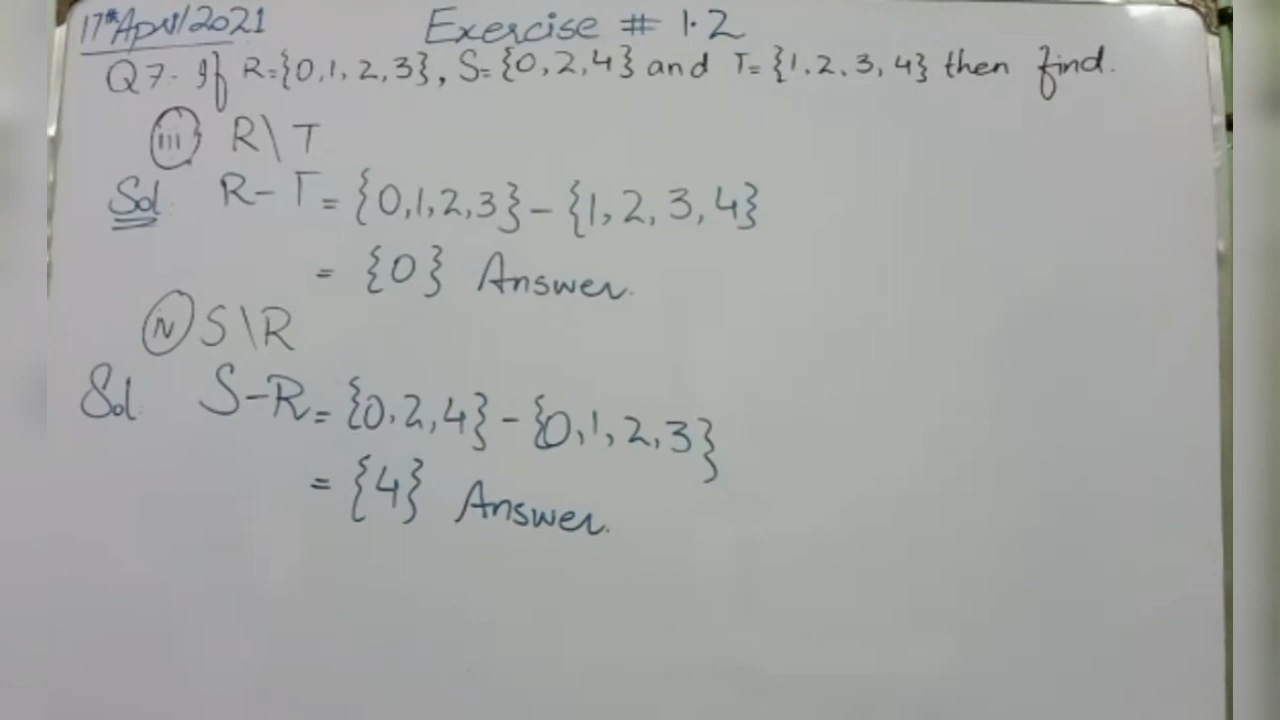 17th April/2021
Exercise # 1.2
Q7. If R={0,1,2,3}, S={0,2,4} and T={1,2,3,4} then find.
(iii) R\T
Sol. R-T={0,1,2,3}-{1,2,3,4}
= {0} Answer.
(iv) S\R
Sol. S-R={0,2,4}-{0,1,2,3}
= {4} Answer.